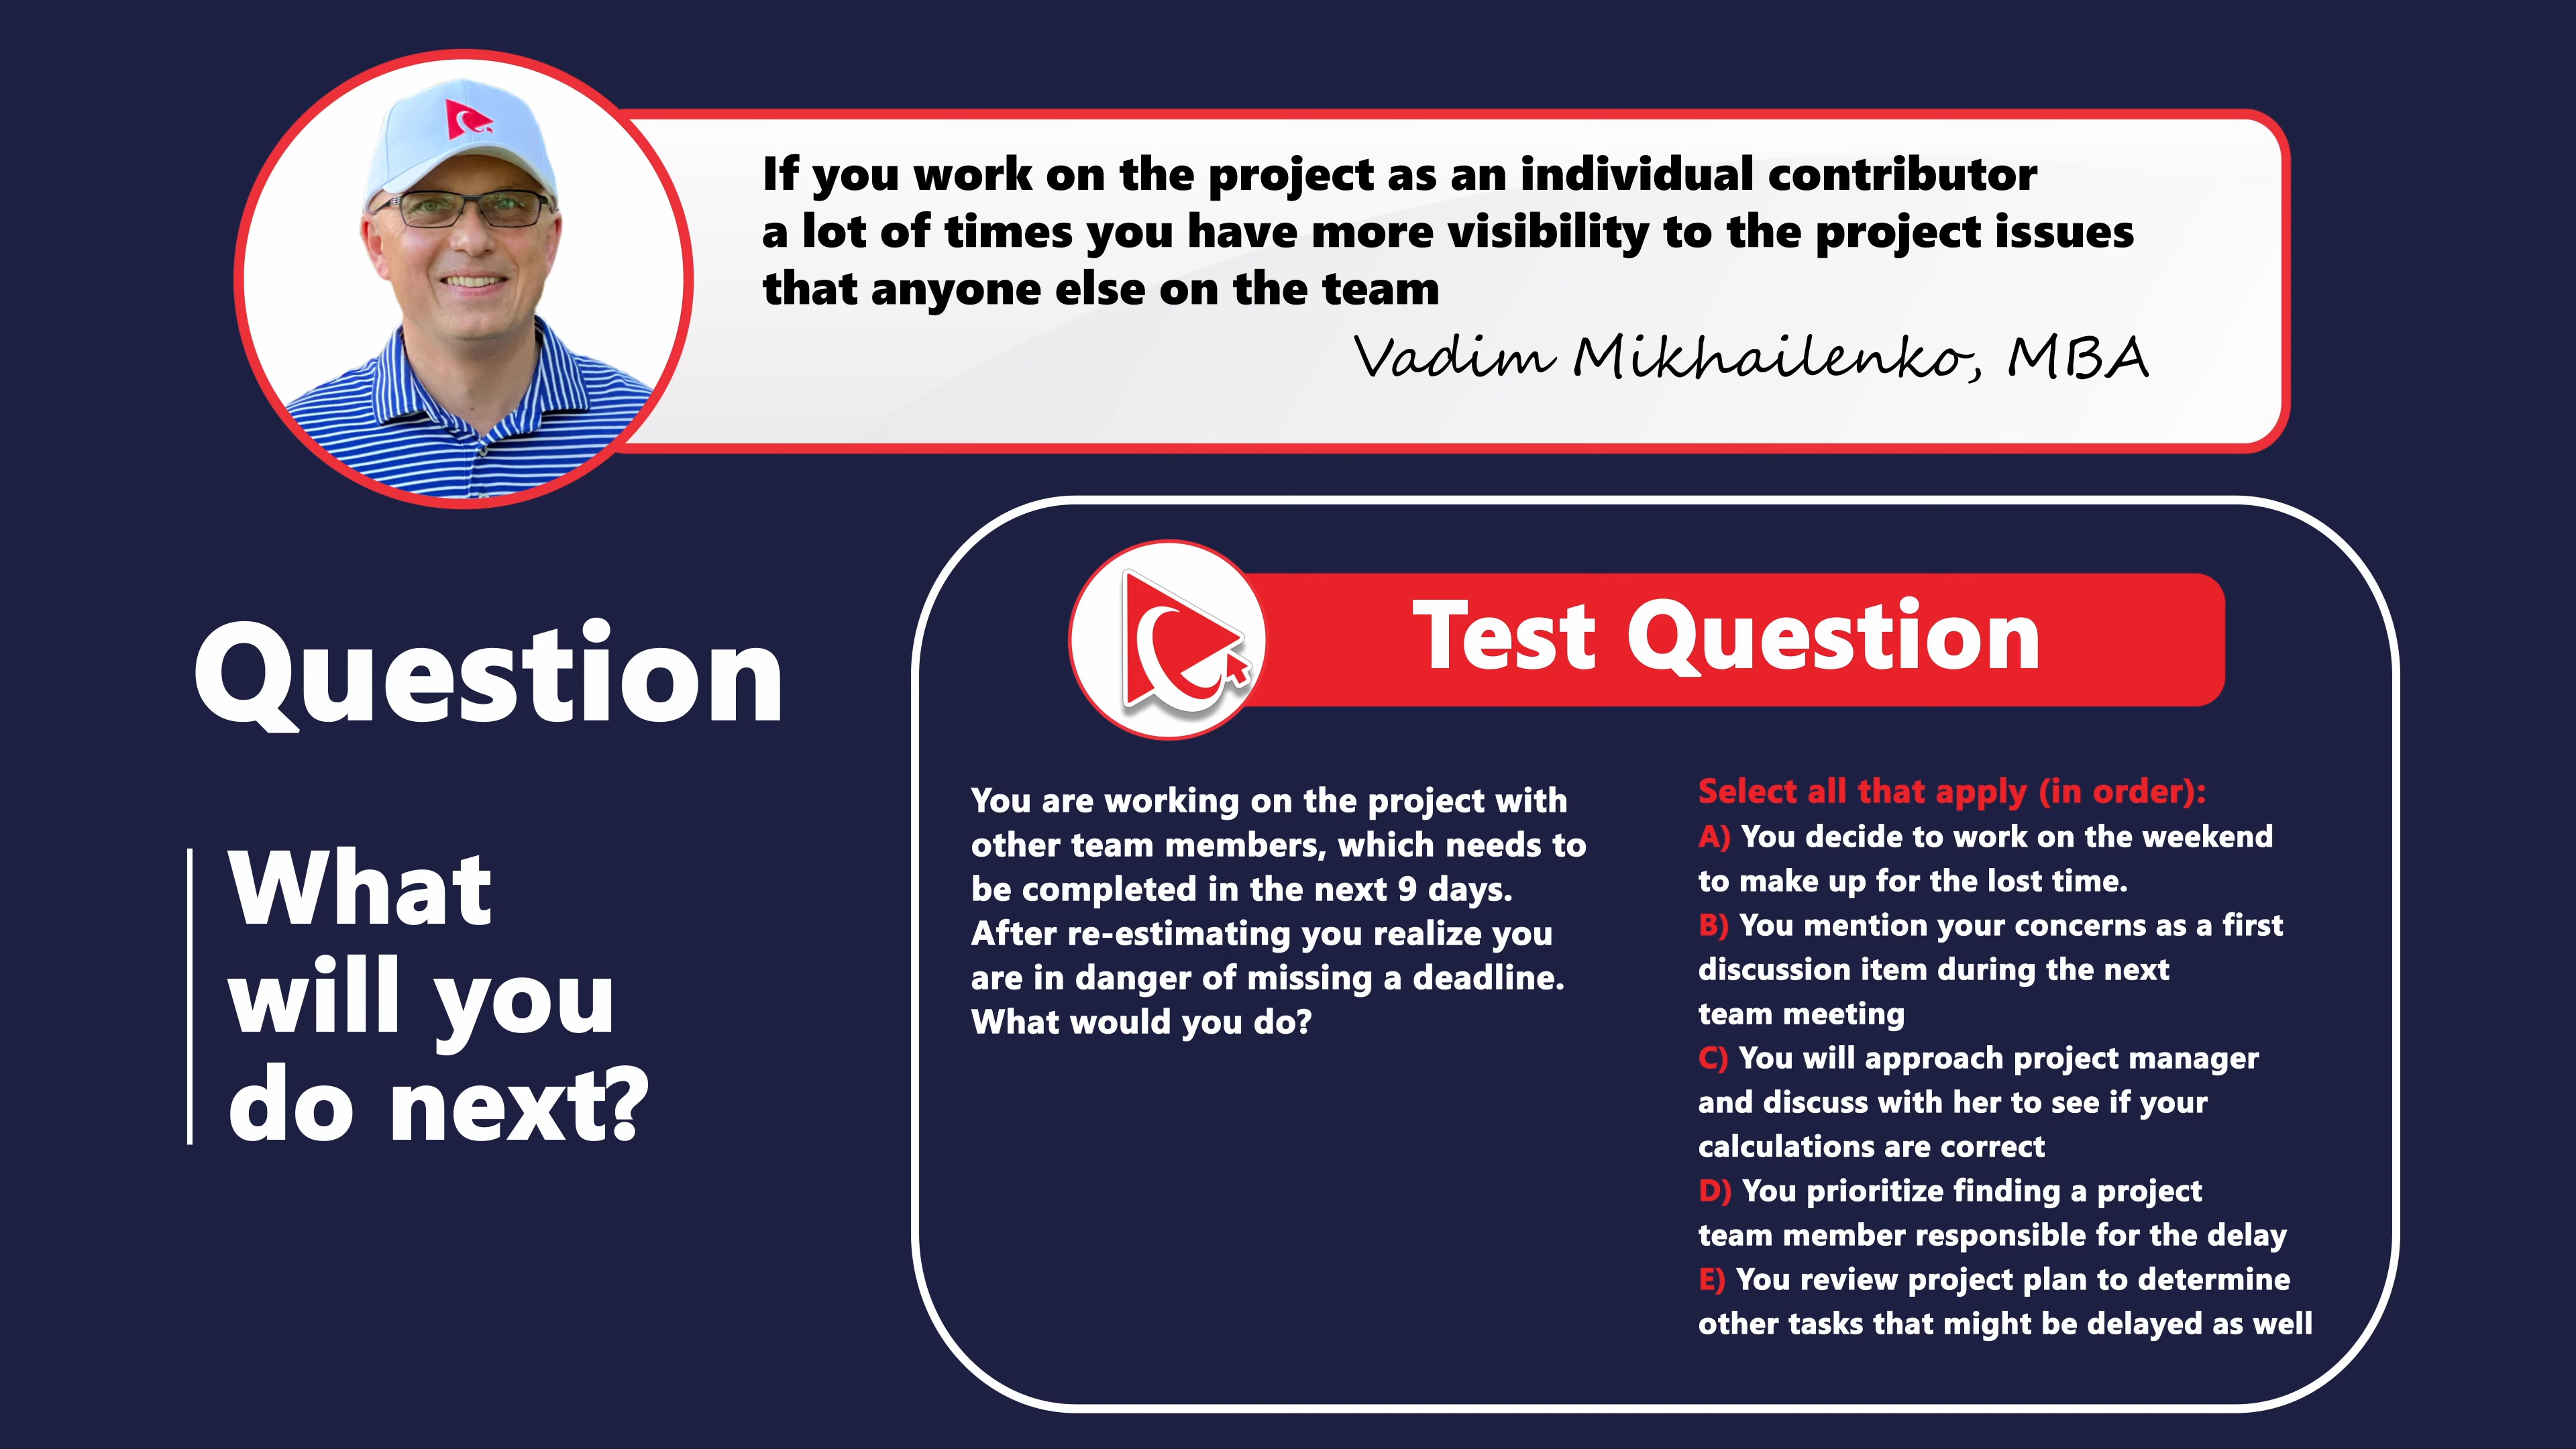 If you work on the project as an individual contributor
a lot of times you have more visibility to the project issues
that anyone else on the team
Vadim Mikhailenko, MBA
Question
What
will you
do next?
Test Question
You are working on the project with
other team members, which needs to
be completed in the next 9 days.
After re-estimating you realize you
are in danger of missing a deadline.
What would you do?
Select all that apply (in order):
A) You decide to work on the weekend
to make up for the lost time.
B) You mention your concerns as a first
discussion item during the next
team meeting
C) You will approach project manager
and discuss with her to see if your
calculations are correct
D) You prioritize finding a project
team member responsible for the delay
E) You review project plan to determine
other tasks that might be delayed as well